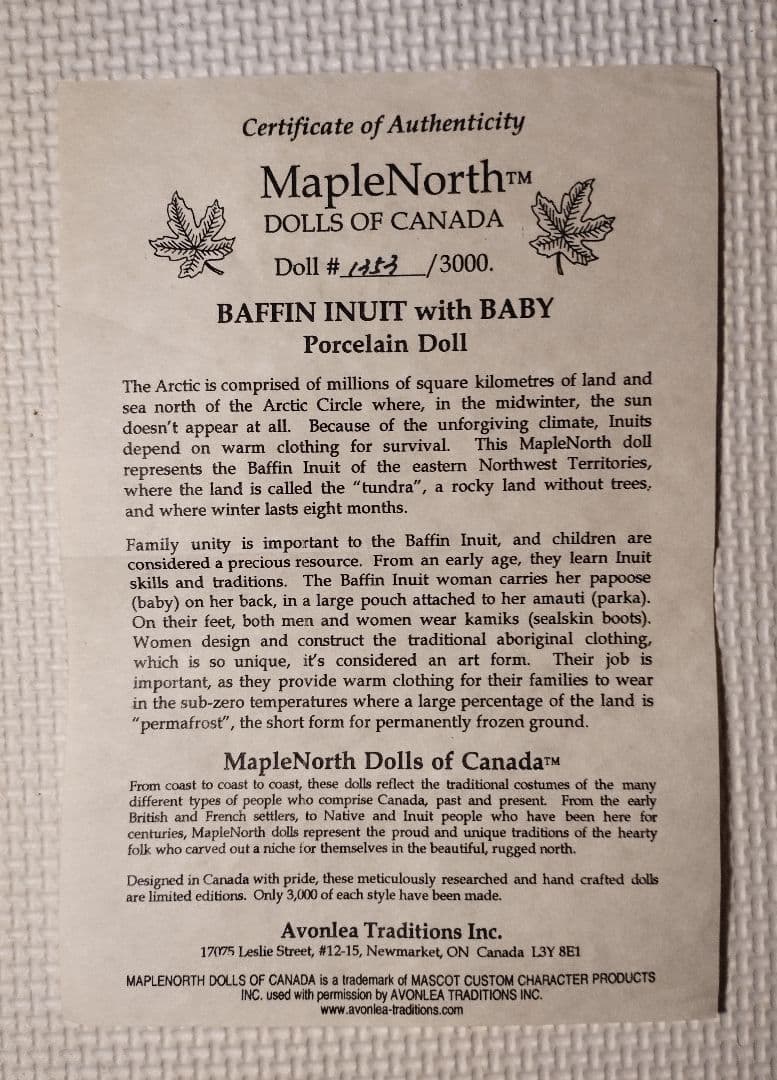 Certificate of Authenticity
MapleNorth™
DOLLS OF CANADA
Doll # 1353 /3000.
BAFFIN INUIT with BABY
Porcelain Doll
The Arctic is comprised of millions of square kilometres of land and
sea north of the Arctic Circle where, in the midwinter, the sun
doesn't appear at all. Because of the unforgiving climate, Inuits
depend on warm clothing for survival. This MapleNorth doll
represents the Baffin Inuit of the eastern Northwest Territories,
where the land is called the "tundra", a rocky land without trees,
and where winter lasts eight months.
Family unity is important to the Baffin Inuit, and children are
considered a precious resource. From an early age, they learn Inuit
skills and traditions. The Baffin Inuit woman carries her papoose
(baby) on her back, in a large pouch attached to her amauti (parka).
On their feet, both men and women wear kamiks (sealskin boots).
Women design and construct the traditional aboriginal clothing,
which is so unique, it's considered an art form. Their job is
important, as they provide warm clothing for their families to wear
in the sub-zero temperatures where a large percentage of the land is
"permafrost", the short form for permanently frozen ground.
MapleNorth Dolls of Canada™
From coast to coast to coast, these dolls reflect the traditional costumes of the many
different types of people who comprise Canada, past and present. From the early
British and French settlers, to Native and Inuit people who have been here for
centuries, MapleNorth dolls represent the proud and unique traditions of the hearty
folk who carved out a niche for themselves in the beautiful, rugged north.
Designed in Canada with pride, these meticulously researched and hand crafted dolls
are limited editions. Only 3,000 of each style have been made.
Avonlea Traditions Inc.
17075 Leslie Street, #12-15, Newmarket, ON Canada L3Y 8E1
MAPLENORTH DOLLS OF CANADA is a trademark of MASCOT CUSTOM CHARACTER PRODUCTS
INC. used with permission by AVONLEA TRADITIONS INC.
www.avonlea-traditions.com